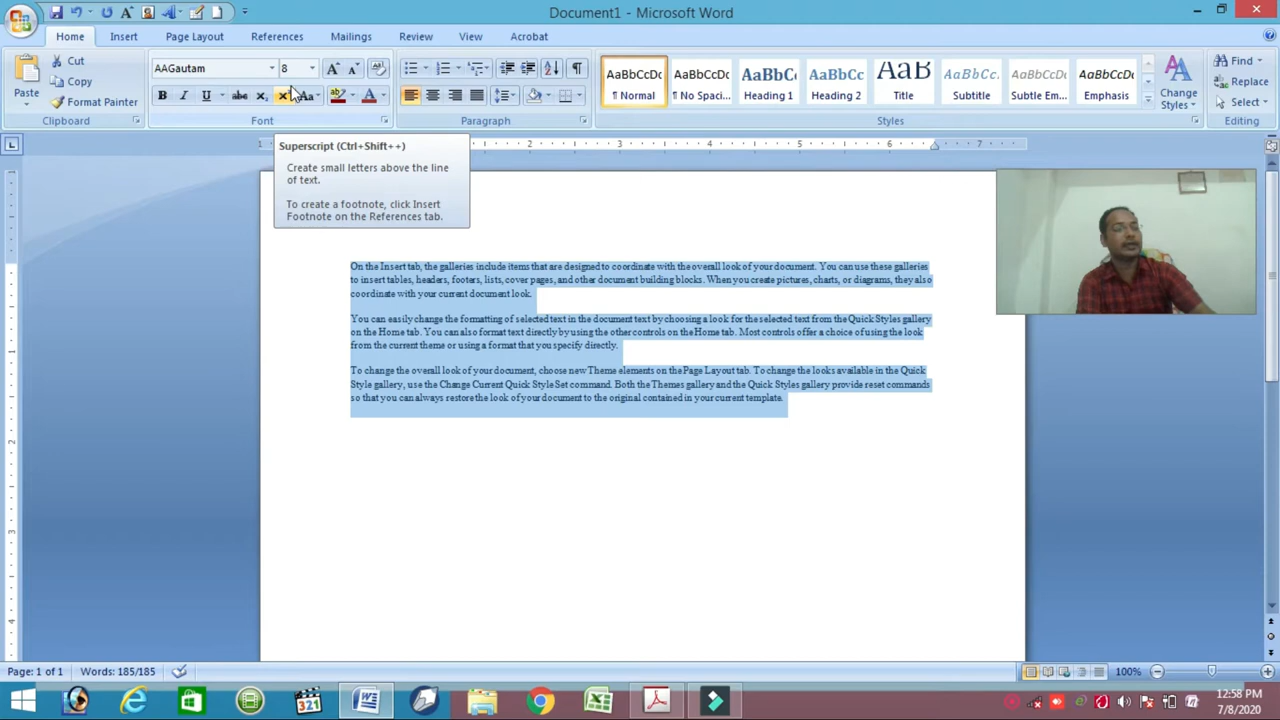 Document1 - Microsoft Word
Home Insert Page Layout References Mailings Review View Acrobat
Paste
Cut
Copy
Format Painter
Clipboard
AAGautam 8
Font
Paragraph
AaBbCcDc ¶ Normal
AaBbCcDc ¶ No Spaci...
AaBbC Heading 1
AaBbCc Heading 2
AaB Title
AaBbCc. Subtitle
AaBbCcDc Subtle Em...
AaBbCcDc Emphasis
Change Styles
Styles
Find
Replace
Select
Editing
Superscript (Ctrl+Shift++)
Create small letters above the line
of text.
To create a footnote, click Insert
Footnote on the References tab.
On the Insert tab, the galleries include items that are designed to coordinate with the overall look of your document. You can use these galleries
to insert tables, headers, footers, lists, cover pages, and other document building blocks. When you create pictures, charts, or diagrams, they also
coordinate with your current document look.
You can easily change the formatting of selected text in the document text by choosing a look for the selected text from the Quick Styles gallery
on the Home tab. You can also format text directly by using the other controls on the Home tab. Most controls offer a choice of using the look
from the current theme or using a format that you specify directly.
To change the overall look of your document, choose new Theme elements on the Page Layout tab. To change the looks available in the Quick
Style gallery, use the Change Current Quick Style Set command. Both the Themes gallery and the Quick Styles gallery provide reset commands
so that you can always restore the look of your document to the original contained in your current template.
Page: 1 of 1 Words: 185/185 100%
321
12:58 PM
7/8/2020